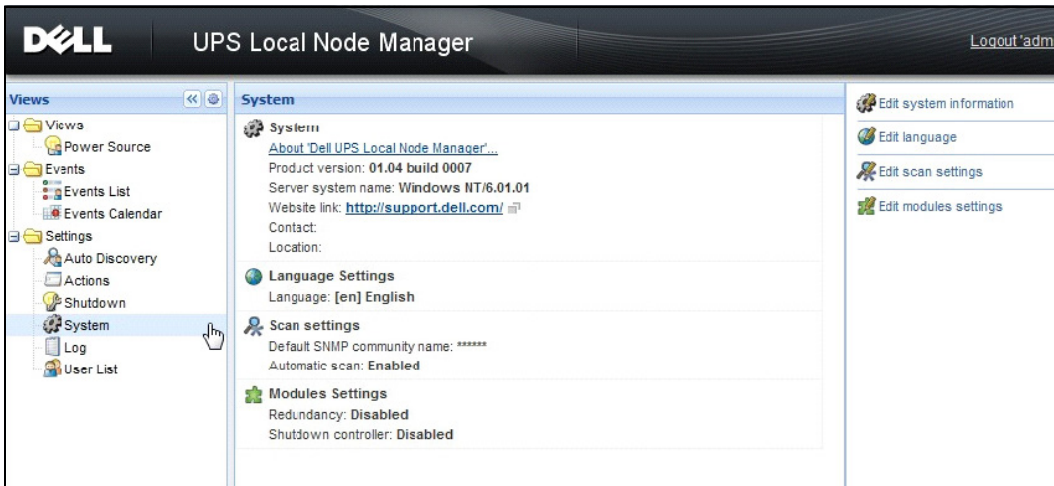 DELL
UPS Local Node Manager
Logout 'adm
Views
Views
Power Source
Events
Events List
Events Calendar
Settings
Auto Discovery
Actions
Shutdown
System
Log
User List
System
System
About 'Dell UPS Local Node Manager'...
Product version: 01.04 build 0007
Server system name: Windows NT/6.01.01
Website link: http://support.dell.com/
Contact:
Location:
Language Settings
Language: [en] English
Scan settings
Default SNMP community name: ******
Automatic scan: Enabled
Modules Settings
Redundancy: Disabled
Shutdown controller: Disabled
Edit system information
Edit language
Edit scan settings
Edit modules settings